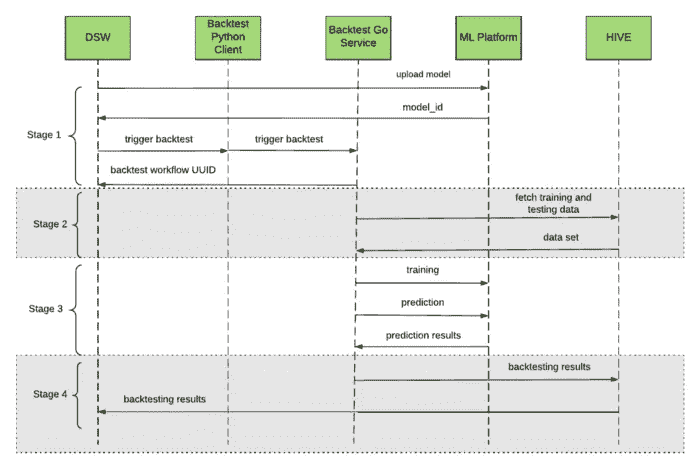 DSW
Backtest
Python
Client
Backtest Go
Service
ML Platform
HIVE
upload model
model_id
Stage 1
trigger backtest
trigger backtest
backtest workflow UUID
fetch training and
testing data
Stage 2
data set
training
Stage 3
prediction
prediction results
backtesting results
Stage 4
backtesting results